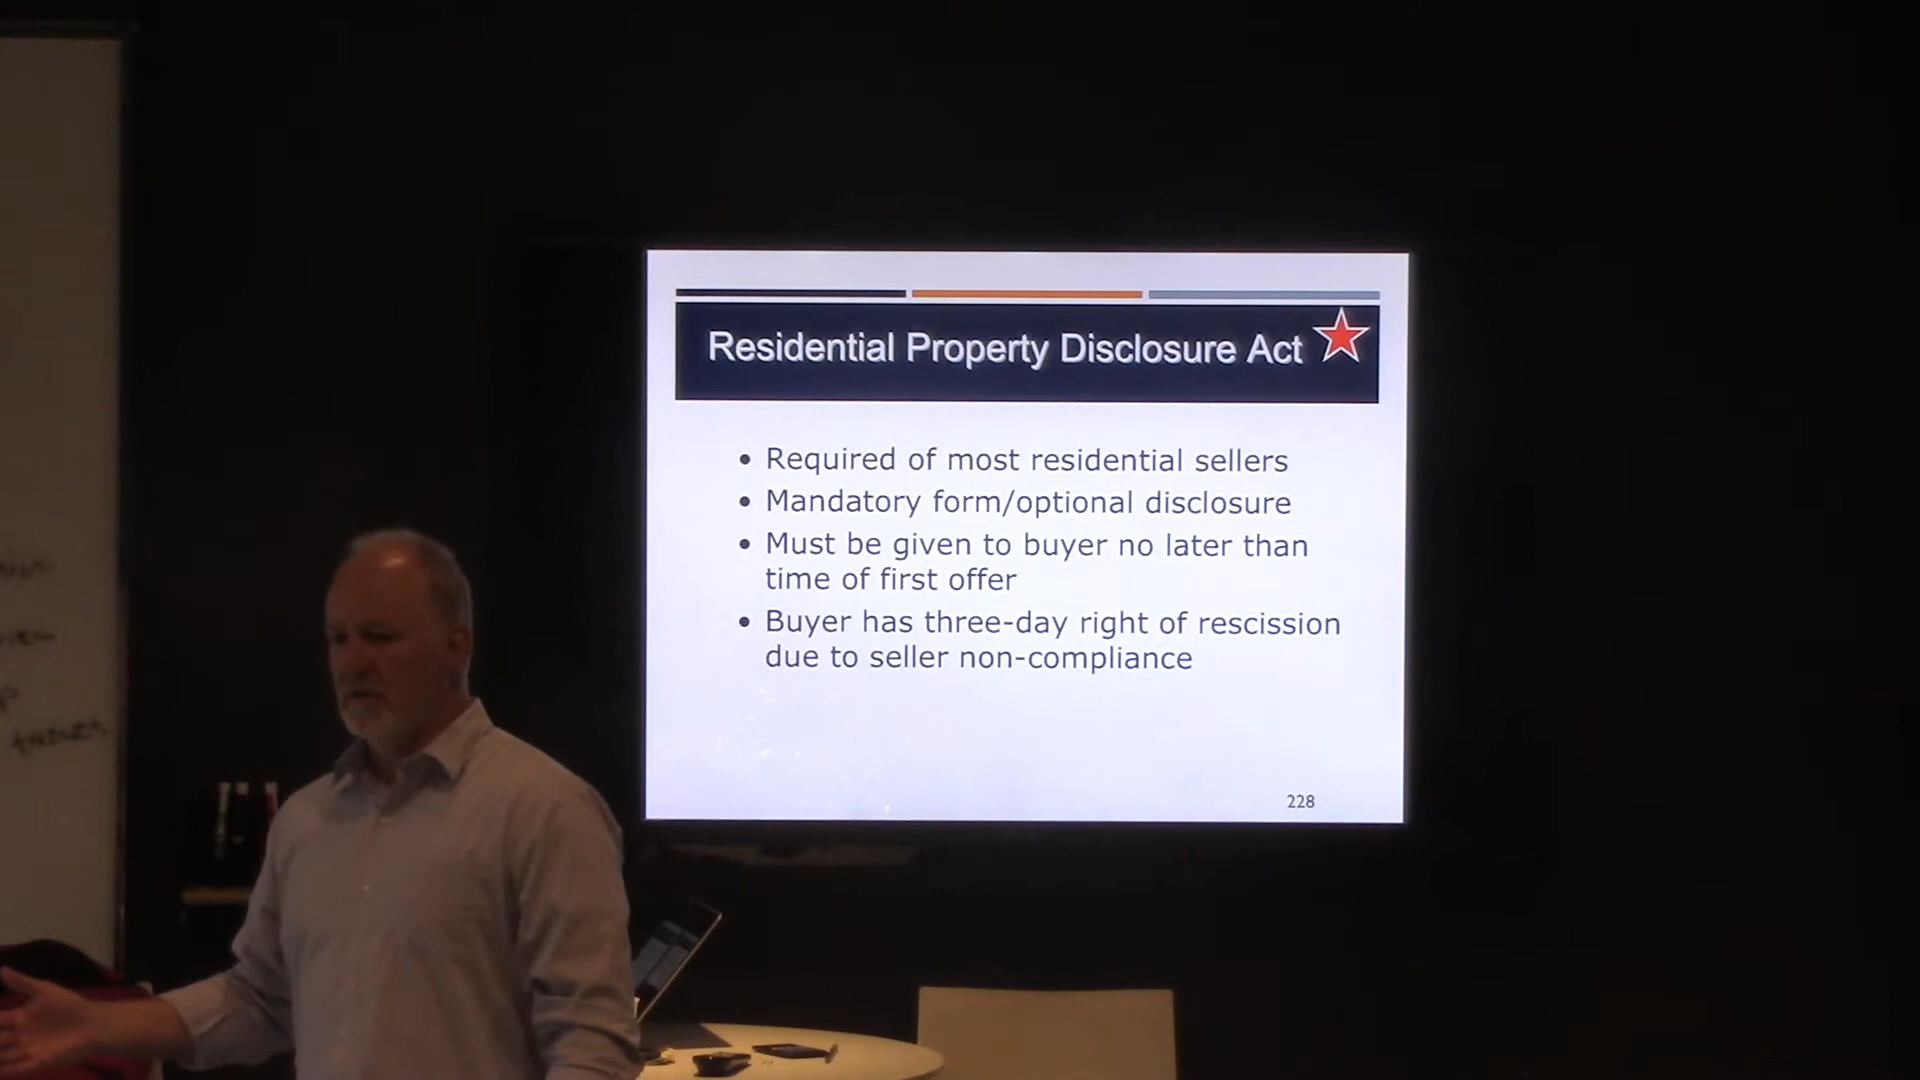 Residential Property Disclosure Act
• Required of most residential sellers
• Mandatory form/optional disclosure
• Must be given to buyer no later than
time of first offer
• Buyer has three-day right of rescission
due to seller non-compliance
228